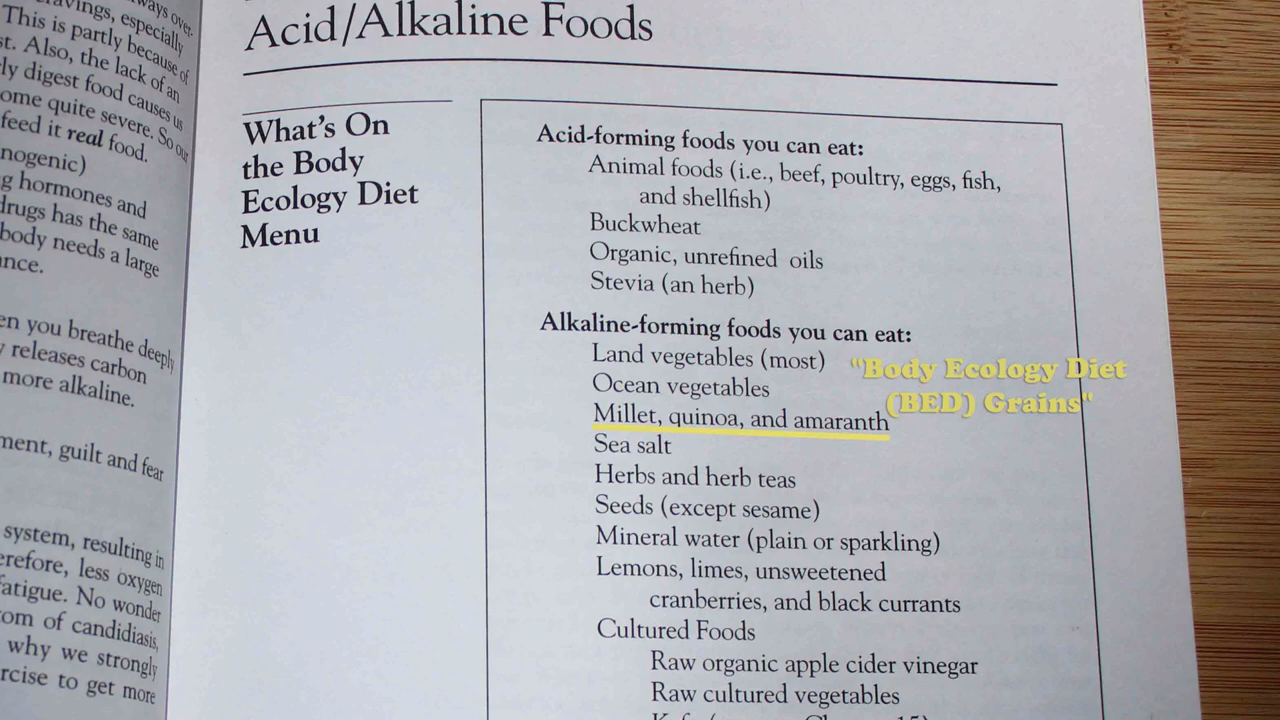 ways over-
avings, especially
This is partly because of
st. Also, the lack of an
ly digest food causes us
ome quite severe. So our
feed it real food.
nogenic)
g hormones and
drugs has the same
body needs a large
ance.
en you breathe deeply
y releases carbon
more alkaline.
ment, guilt and fear
system, resulting in
erefore, less oxygen
fatigue. No wonder
tom of candidiasis,
why we strongly
rcise to get more
Acid/Alkaline Foods
What's On
the Body
Ecology Diet
Menu
Acid-forming foods you can eat:
Animal foods (i.e., beef, poultry, eggs, fish,
and shellfish)
Buckwheat
Organic, unrefined oils
Stevia (an herb)
Alkaline-forming foods you can eat:
Land vegetables (most)
Ocean vegetables
Millet, quinoa, and amaranth
"Body Ecology Diet
(BED) Grains"
Sea salt
Herbs and herb teas
Seeds (except sesame)
Mineral water (plain or sparkling)
Lemons, limes, unsweetened
cranberries, and black currants
Cultured Foods
Raw organic apple cider vinegar
Raw cultured vegetables